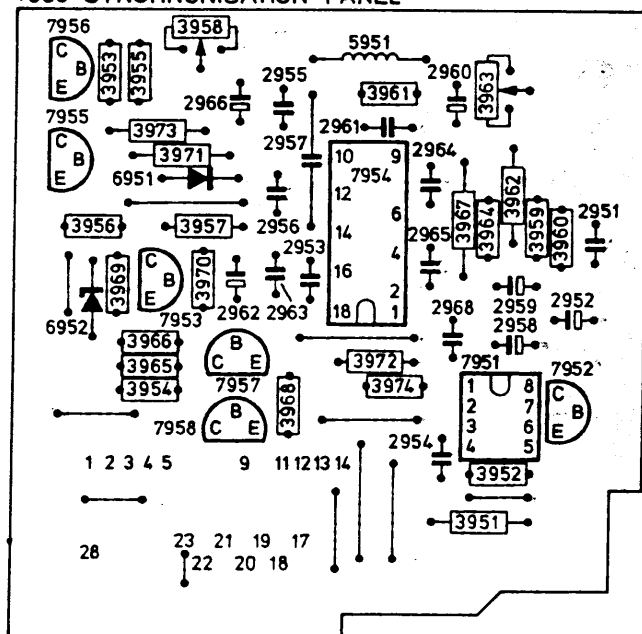 SYNCHRONISATION PANEL
7956 3958 5951
C B E 3953 3955 2966 2955 3961 2960 3963
7955 3973 2957 2961
C B E 3971 10 9 7954 2964
6951 12 3962
2956 6 3967 3964 3959 3960 2951
3956 3957 14 2965
2953 4
3969 C B E 3970 16
2 2959 2952
6952 7953 2962 2963 18 1 2968 2958
3966 B C E 3972 7951 7952
3965 3974 1 8 C
3954 7957 3968 2 7 B
7958 B C E 3 6 E
2954 4 5
1 2 3 4 5 9 11 12 13 14 3952
3951
23 21 19 17
28 22 20 18